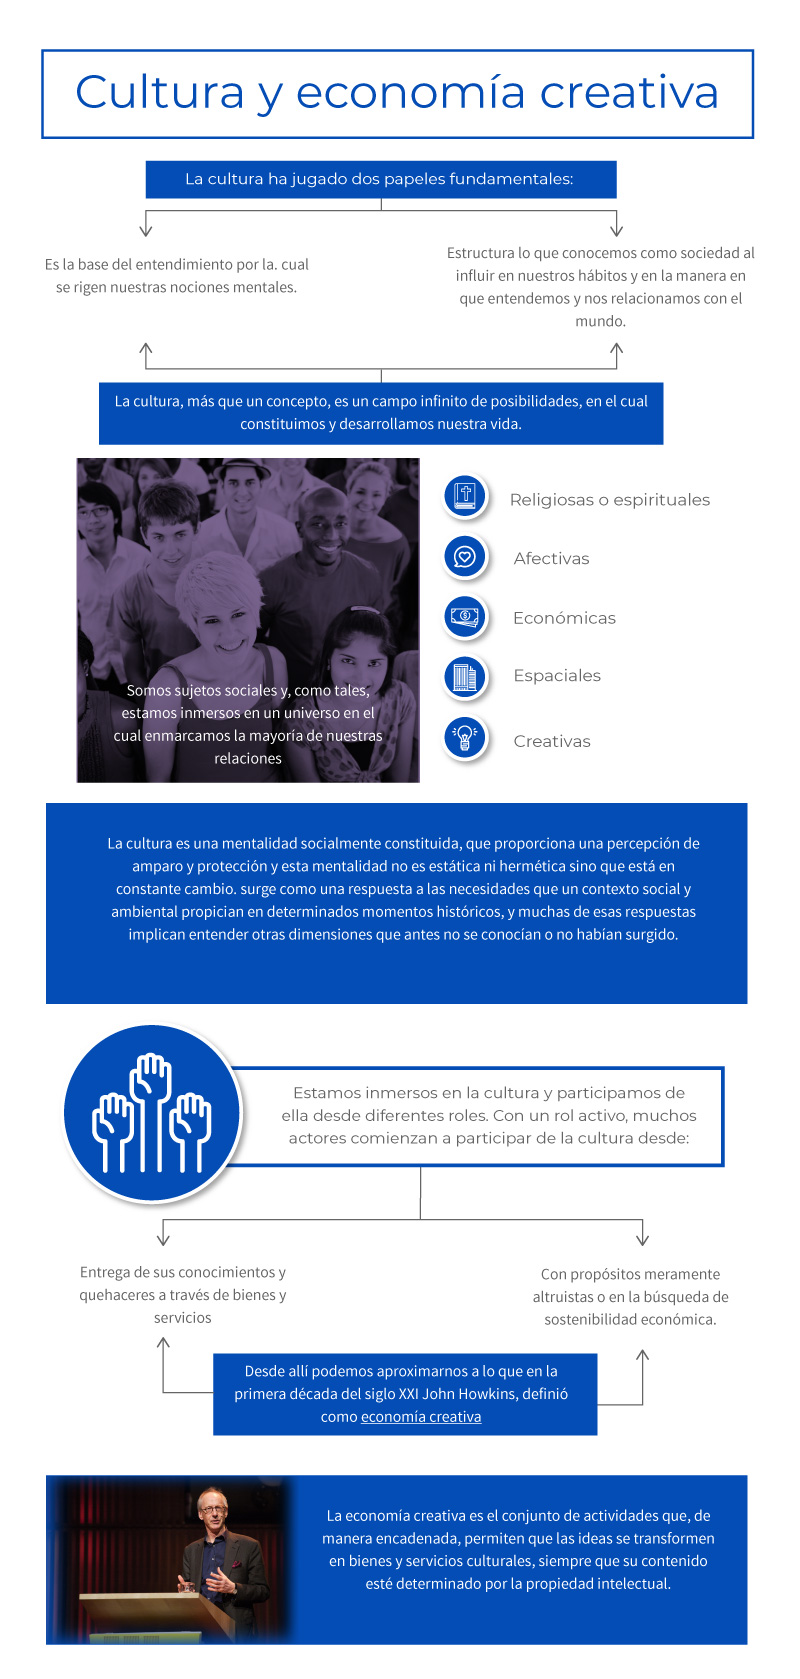 Cultura y economía creativa
La cultura ha jugado dos papeles fundamentales:
Es la base del entendimiento por la. cual
se rigen nuestras nociones mentales.
Estructura lo que conocemos como sociedad al
influir en nuestros hábitos y en la manera en
que entendemos y nos relacionamos con el
mundo.
La cultura, más que un concepto, es un campo infinito de posibilidades, en el cual
constituimos y desarrollamos nuestra vida.
Somos sujetos sociales y, como tales,
estamos inmersos en un universo en el
cual enmarcamos la mayoría de nuestras
relaciones
Religiosas o espirituales
Afectivas
Económicas
Espaciales
Creativas
La cultura es una mentalidad socialmente constituida, que proporciona una percepción de
amparo y protección y esta mentalidad no es estática ni hermética sino que está en
constante cambio. surge como una respuesta a las necesidades que un contexto social y
ambiental propician en determinados momentos históricos, y muchas de esas respuestas
implican entender otras dimensiones que antes no se conocían o no habían surgido.
Estamos inmersos en la cultura y participamos de
ella desde diferentes roles. Con un rol activo, muchos
actores comienzan a participar de la cultura desde:
Entrega de sus conocimientos y
quehaceres a través de bienes y
servicios
Con propósitos meramente
altruistas o en la búsqueda de
sostenibilidad económica.
Desde allí podemos aproximarnos a lo que en la
primera década del siglo XXI John Howkins, definió
como economía creativa
La economía creativa es el conjunto de actividades que, de
manera encadenada, permiten que las ideas se transformen
en bienes y servicios culturales, siempre que su contenido
esté determinado por la propiedad intelectual.